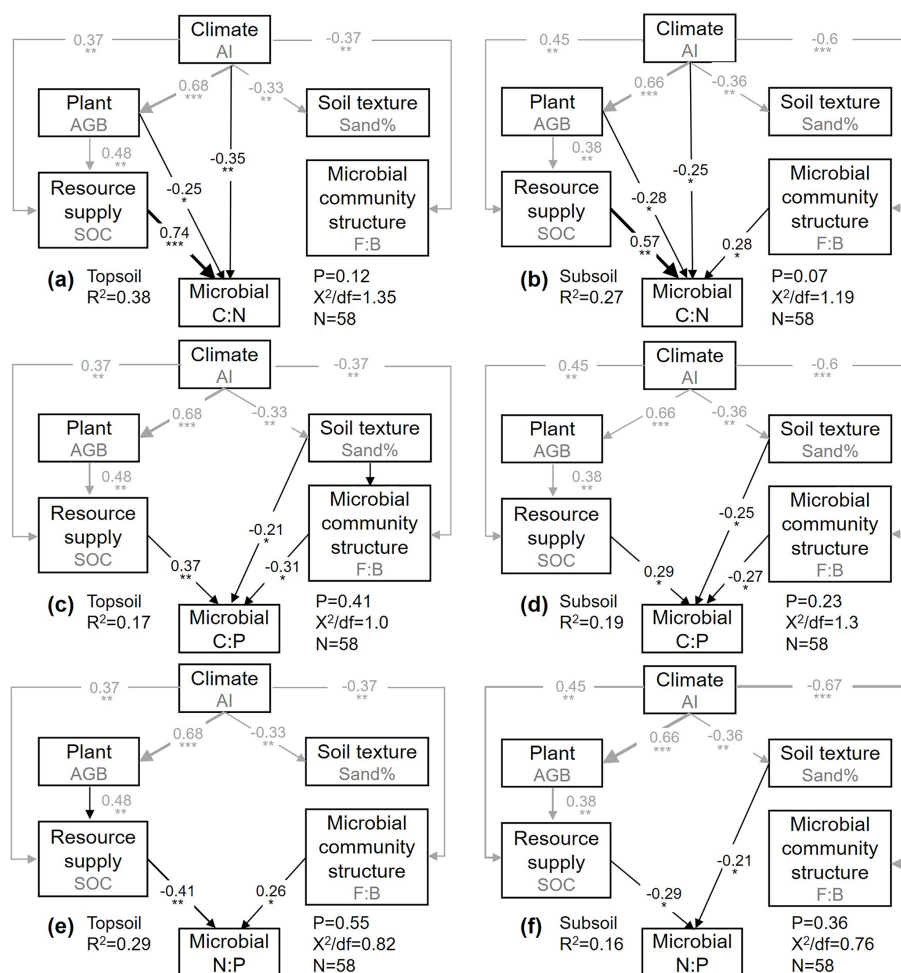 Climate
AI
0.37
**
-0.37
**
0.68
***
-0.33
**
Plant
AGB
Soil texture
Sand%
0.48
**
-0.35
**
-0.25
*
Resource
supply
SOC
Microbial
community
structure
F:B
0.74
***
(a)
Topsoil
R²=0.38
Microbial
C:N
P=0.12
X²/df=1.35
N=58
Climate
AI
0.45
**
-0.6
***
0.66
***
-0.36
**
Plant
AGB
Soil texture
Sand%
0.38
**
-0.25
*
-0.28
*
Resource
supply
SOC
Microbial
community
structure
F:B
0.57
**
0.28
*
(b)
Subsoil
R²=0.27
Microbial
C:N
P=0.07
X²/df=1.19
N=58
Climate
AI
0.37
**
-0.37
**
0.68
***
-0.33
**
Plant
AGB
Soil texture
Sand%
0.48
**
Resource
supply
SOC
Microbial
community
structure
F:B
-0.21
*
0.37
**
-0.31
*
(c)
Topsoil
R²=0.17
Microbial
C:P
P=0.41
X²/df=1.0
N=58
Climate
AI
0.45
**
-0.6
***
0.66
***
-0.36
**
Plant
AGB
Soil texture
Sand%
0.38
**
Resource
supply
SOC
Microbial
community
structure
F:B
-0.25
*
0.29
*
-0.27
*
(d)
Subsoil
R²=0.19
Microbial
C:P
P=0.23
X²/df=1.3
N=58
Climate
AI
0.37
**
-0.37
**
0.68
***
-0.33
**
Plant
AGB
Soil texture
Sand%
0.48
**
Resource
supply
SOC
Microbial
community
structure
F:B
-0.41
**
0.26
*
(e)
Topsoil
R²=0.29
Microbial
N:P
P=0.55
X²/df=0.82
N=58
Climate
AI
0.45
**
-0.67
***
0.66
***
-0.36
**
Plant
AGB
Soil texture
Sand%
0.38
**
Resource
supply
SOC
Microbial
community
structure
F:B
-0.21
*
-0.29
*
(f)
Subsoil
R²=0.16
Microbial
N:P
P=0.36
X²/df=0.76
N=58